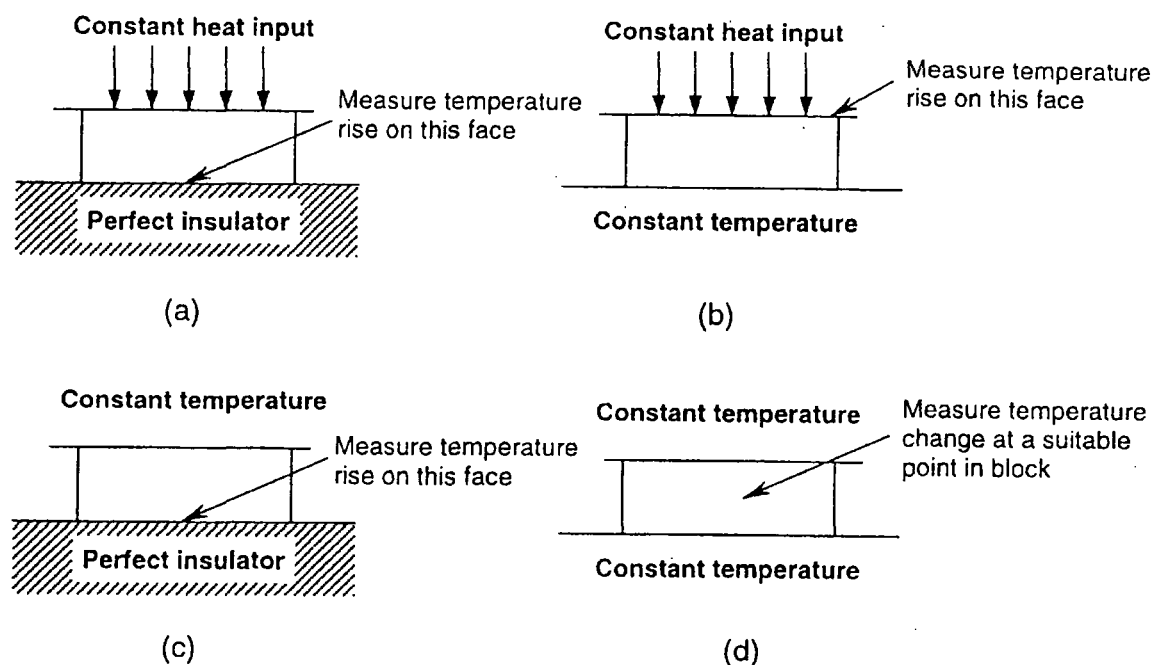 Constant heat input
Measure temperature
rise on this face
Perfect insulator
(a)
Constant heat input
Measure temperature
rise on this face
Constant temperature
(b)
Constant temperature
Measure temperature
rise on this face
Perfect insulator
(c)
Constant temperature
Measure temperature
change at a suitable
point in block
Constant temperature
(d)